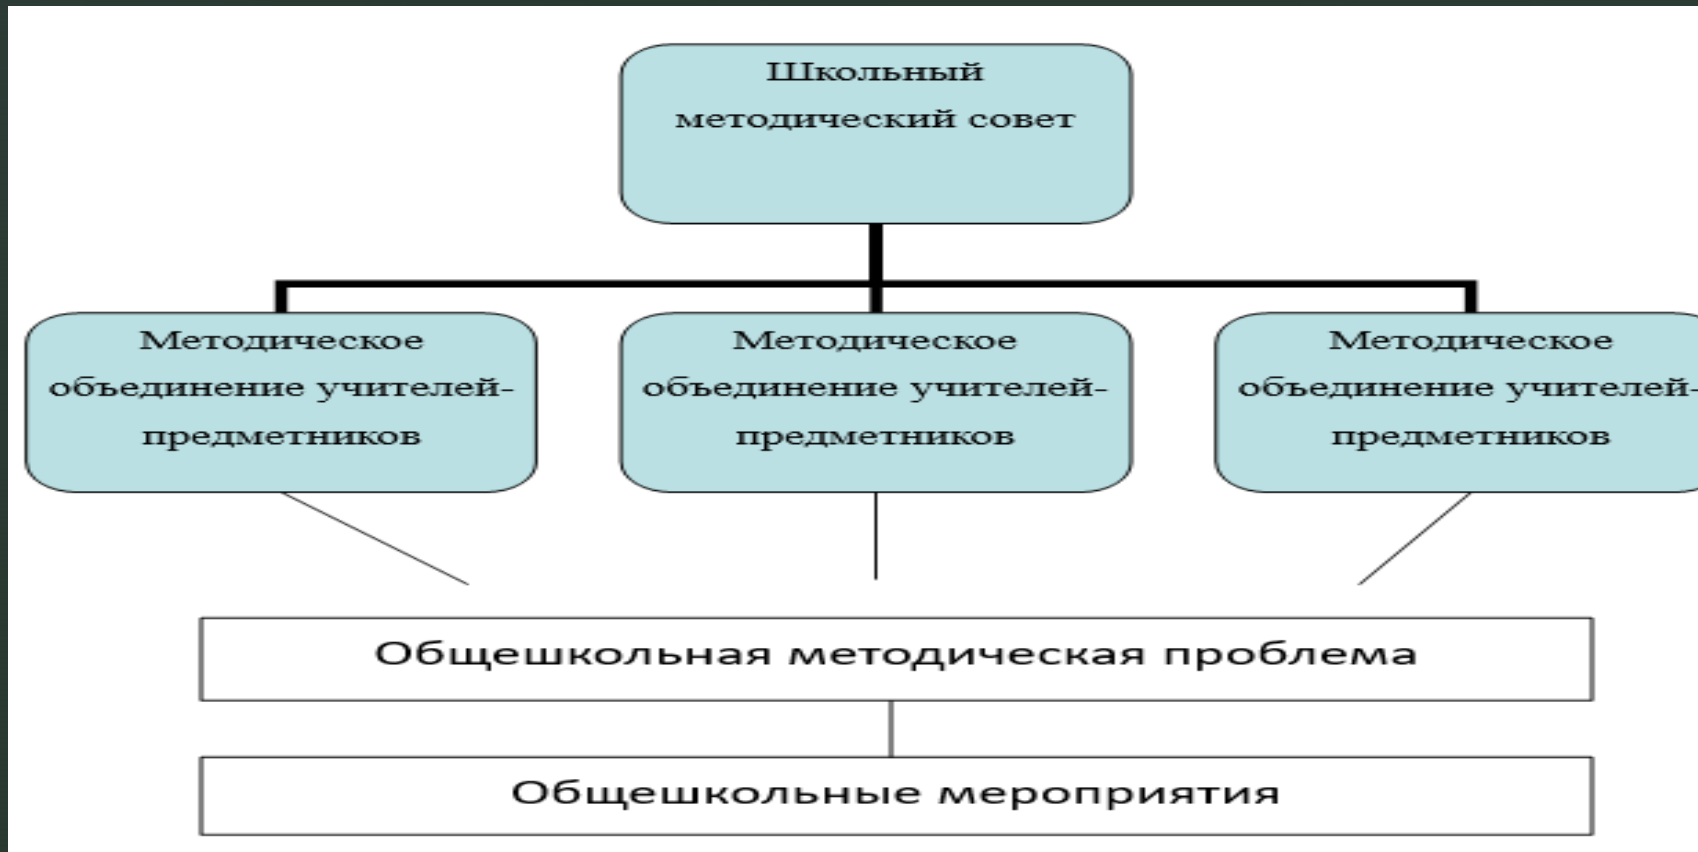 Школьный
методический совет
Методическое
объединение учителей-
предметников
Методическое
объединение учителей-
предметников
Методическое
объединение учителей-
предметников
Общешкольная методическая проблема
Общешкольные мероприятия